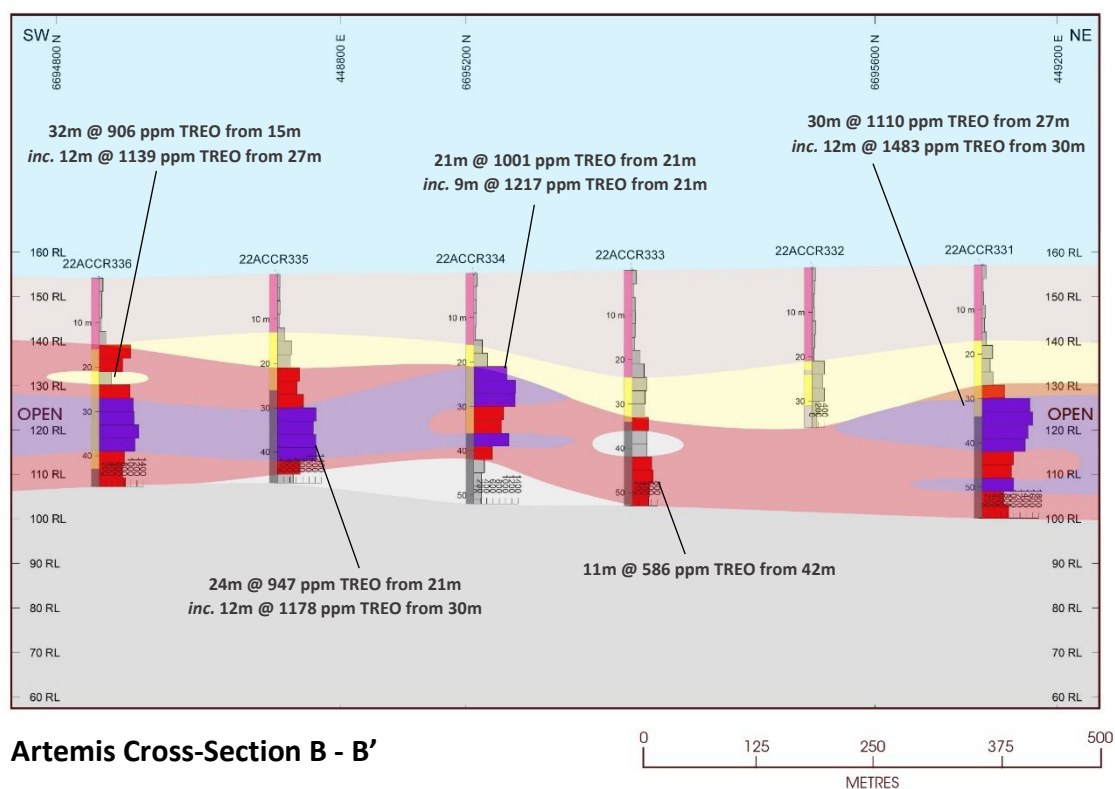 SW
6694800 N
448800 E
6695200 N
6695600 N
449200 E
NE
32m @ 906 ppm TREO from 15m
inc. 12m @ 1139 ppm TREO from 27m
21m @ 1001 ppm TREO from 21m
inc. 9m @ 1217 ppm TREO from 21m
30m @ 1110 ppm TREO from 27m
inc. 12m @ 1483 ppm TREO from 30m
22ACCR336
22ACCR335
22ACCR334
22ACCR333
22ACCR332
22ACCR331
160 RL
150 RL
140 RL
130 RL
OPEN
120 RL
110 RL
100 RL
90 RL
80 RL
70 RL
60 RL
10 m
20
30
40
10 m
20
30
40
10 m
20
30
40
50
10 m
20
30
40
50
10 m
20
30
10 m
20
30
40
50
160 RL
150 RL
140 RL
130 RL
OPEN
120 RL
110 RL
100 RL
90 RL
80 RL
70 RL
60 RL
24m @ 947 ppm TREO from 21m
inc. 12m @ 1178 ppm TREO from 30m
11m @ 586 ppm TREO from 42m
Artemis Cross-Section B - B’
0
125
250
375
500
METRES